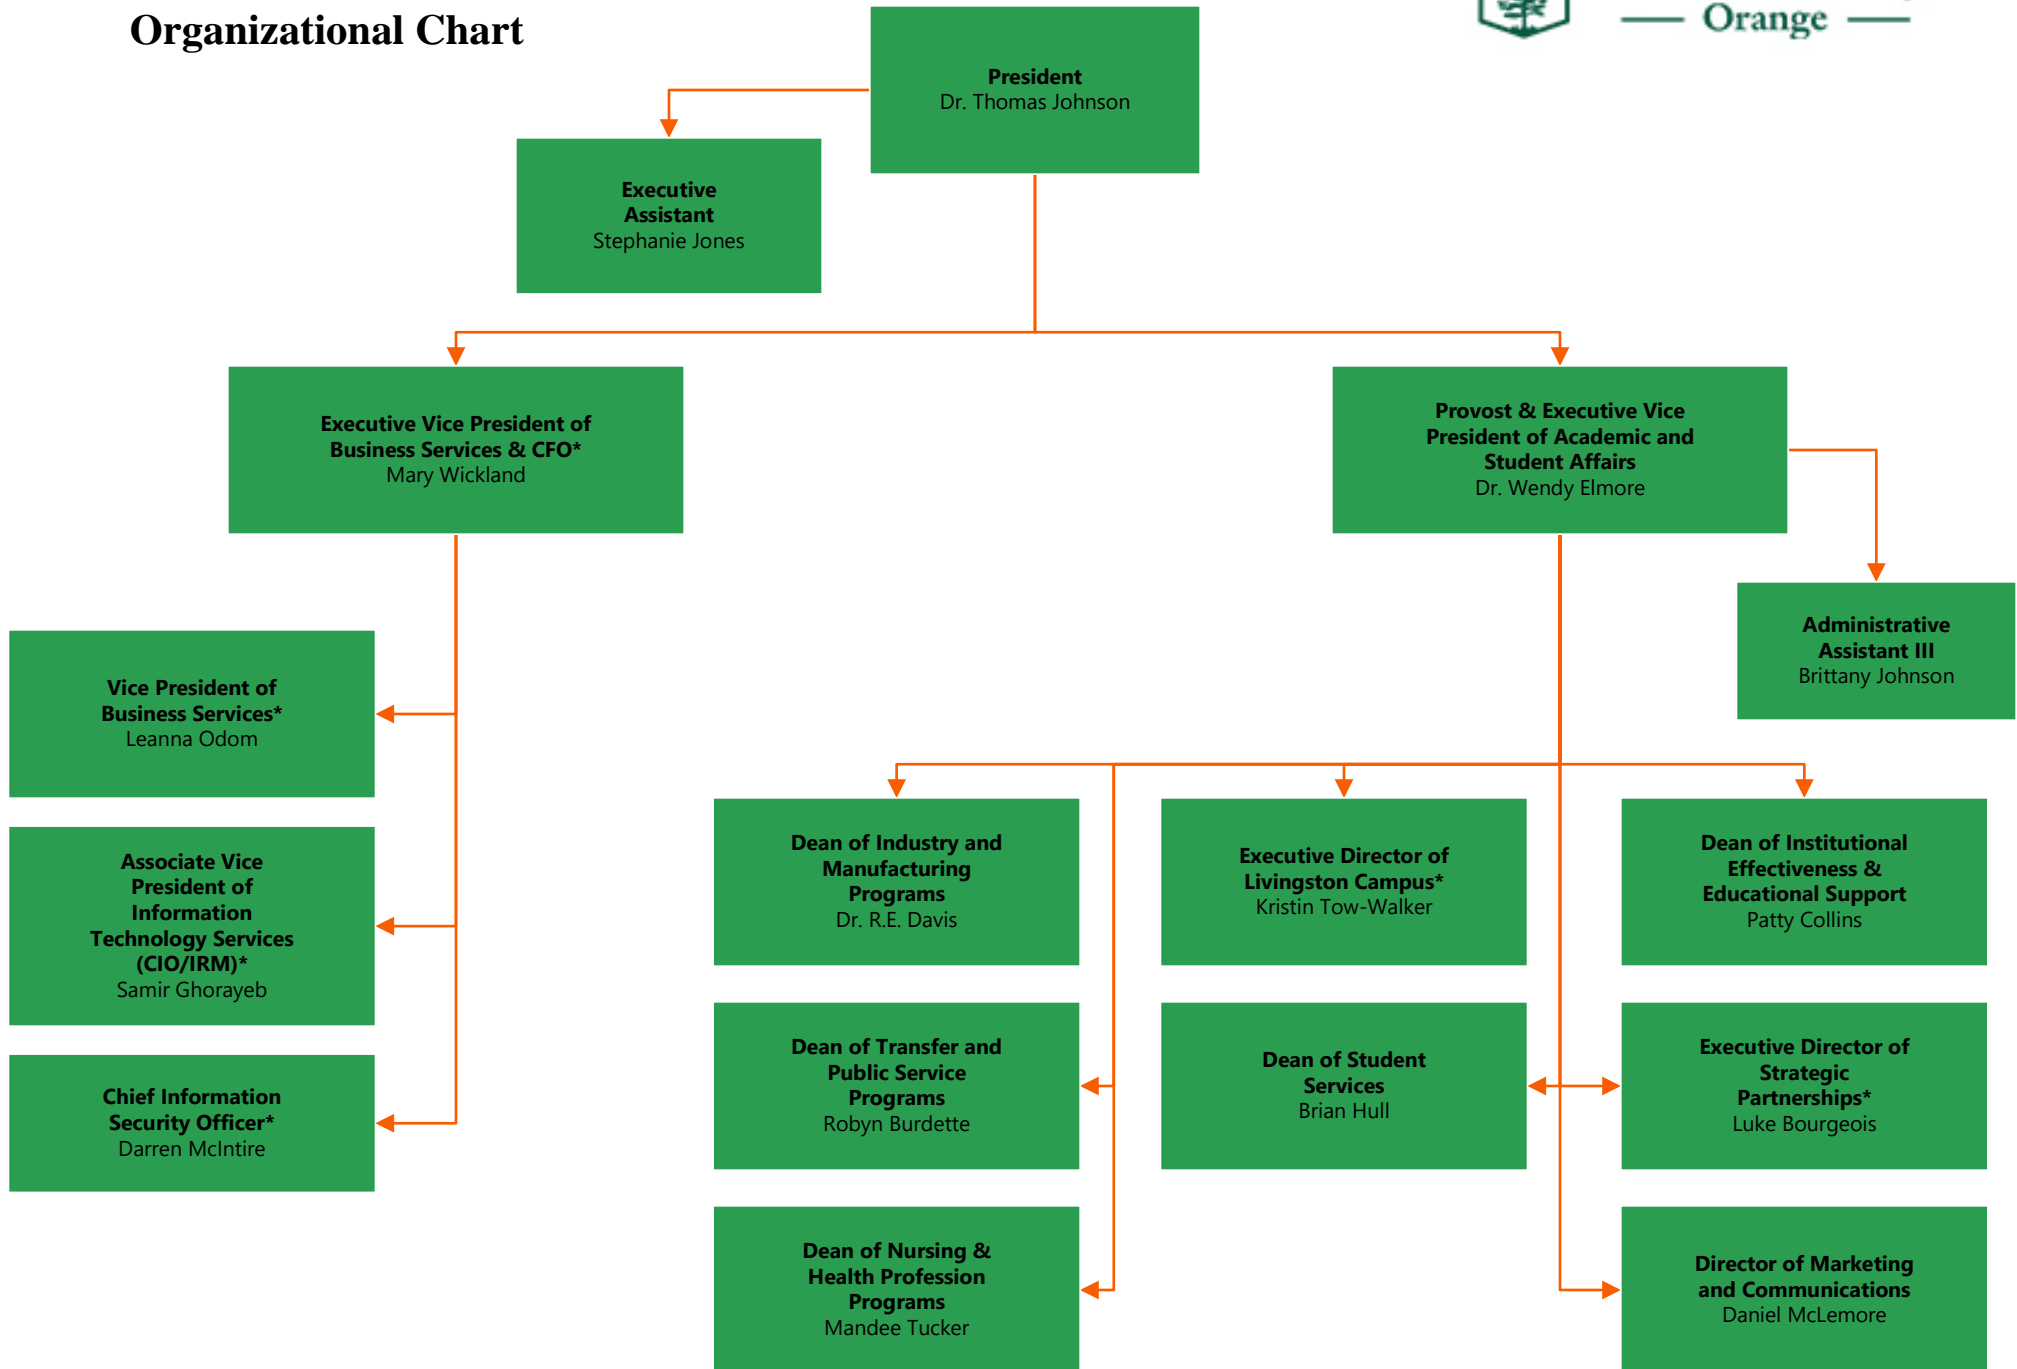 Organizational Chart
Orange
President
Dr. Thomas Johnson
Executive
Assistant
Stephanie Jones
Executive Vice President of
Business Services & CFO*
Mary Wickland
Provost & Executive Vice
President of Academic and
Student Affairs
Dr. Wendy Elmore
Administrative
Assistant III
Brittany Johnson
Vice President of
Business Services*
Leanna Odom
Associate Vice
President of
Information
Technology Services
(CIO/IRM)*
Samir Ghorayeb
Chief Information
Security Officer*
Darren McIntire
Dean of Industry and
Manufacturing
Programs
Dr. R.E. Davis
Executive Director of
Livingston Campus*
Kristin Tow-Walker
Dean of Institutional
Effectiveness &
Educational Support
Patty Collins
Dean of Transfer and
Public Service
Programs
Robyn Burdette
Dean of Student
Services
Brian Hull
Executive Director of
Strategic
Partnerships*
Luke Bourgeois
Dean of Nursing &
Health Profession
Programs
Mandee Tucker
Director of Marketing
and Communications
Daniel McLemore